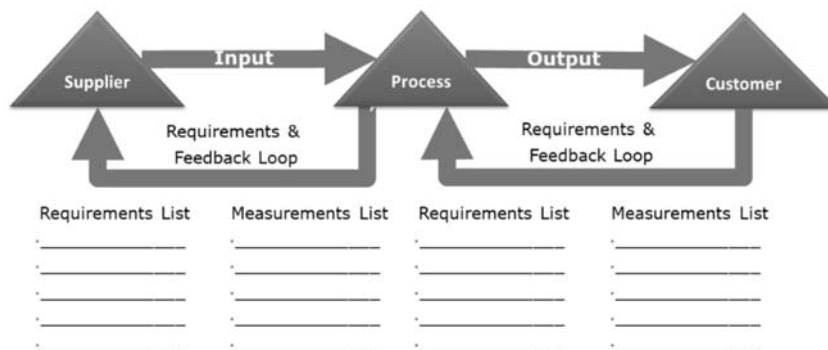 Input
Output
Supplier
Process
Customer
Requirements &
Feedback Loop
Requirements &
Feedback Loop
Requirements List
Measurements List
Requirements List
Measurements List